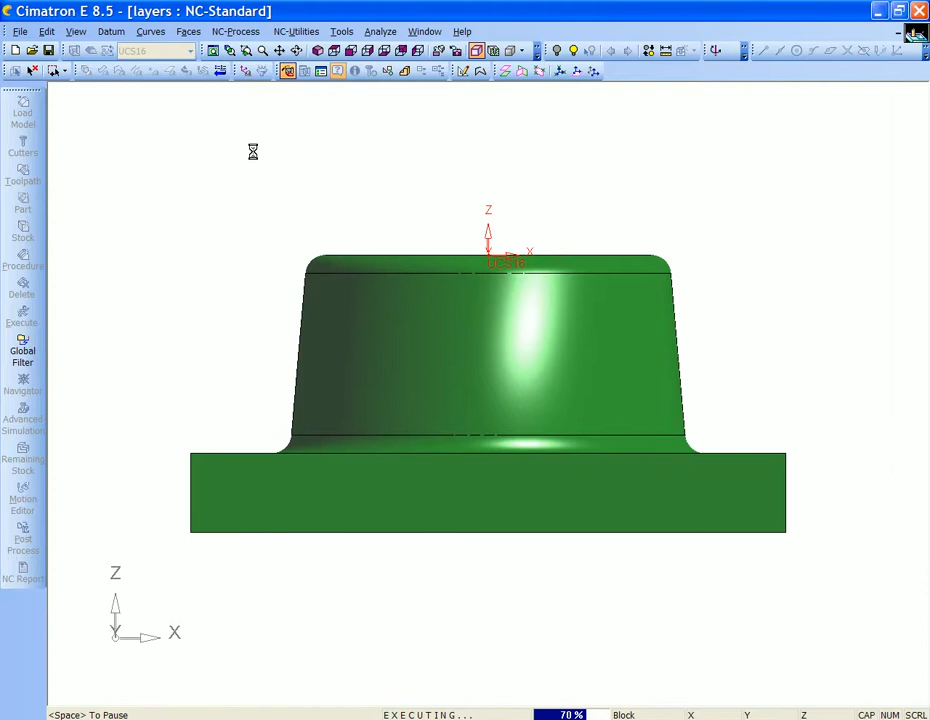 Cimatron E 8.5 - [layers : NC-Standard]
File Edit View Datum Curves Faces NC-Process NC-Utilities Tools Analyze Window Help
UCS16
Load
Model
Cutters
Toolpath
Part
Stock
Procedure
Delete
Execute
Global
Filter
Navigator
Advanced
Simulation
Remaining
Stock
Motion
Editor
Post
Process
NC Report
Z
X
UCS16
Z
Y
X
<Space> To Pause EXECUTING... 70 % Block X Y Z CAP NUM SCRL